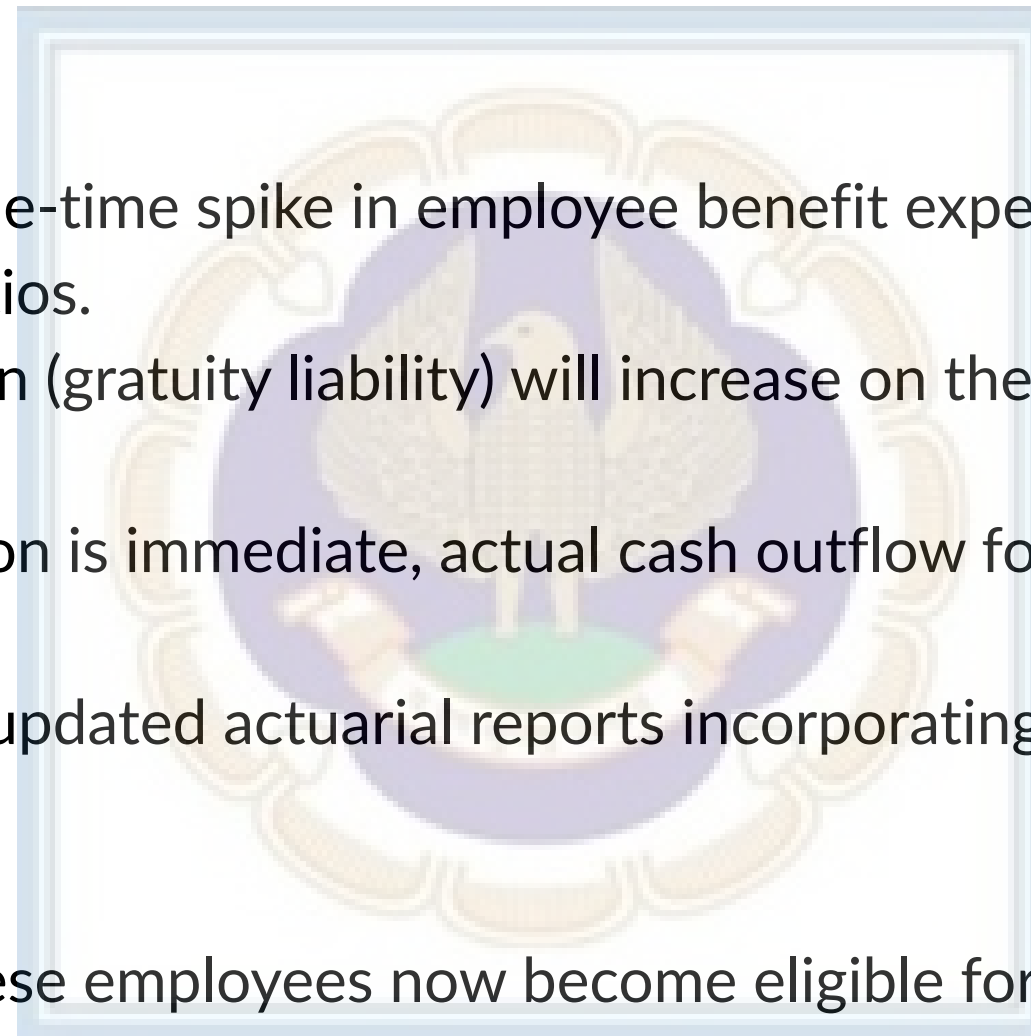 e-time spike in employee benefit expe
ios.
n (gratuity liability) will increase on the
on is immediate, actual cash outflow fo
updated actuarial reports incorporating
ese employees now become eligible for